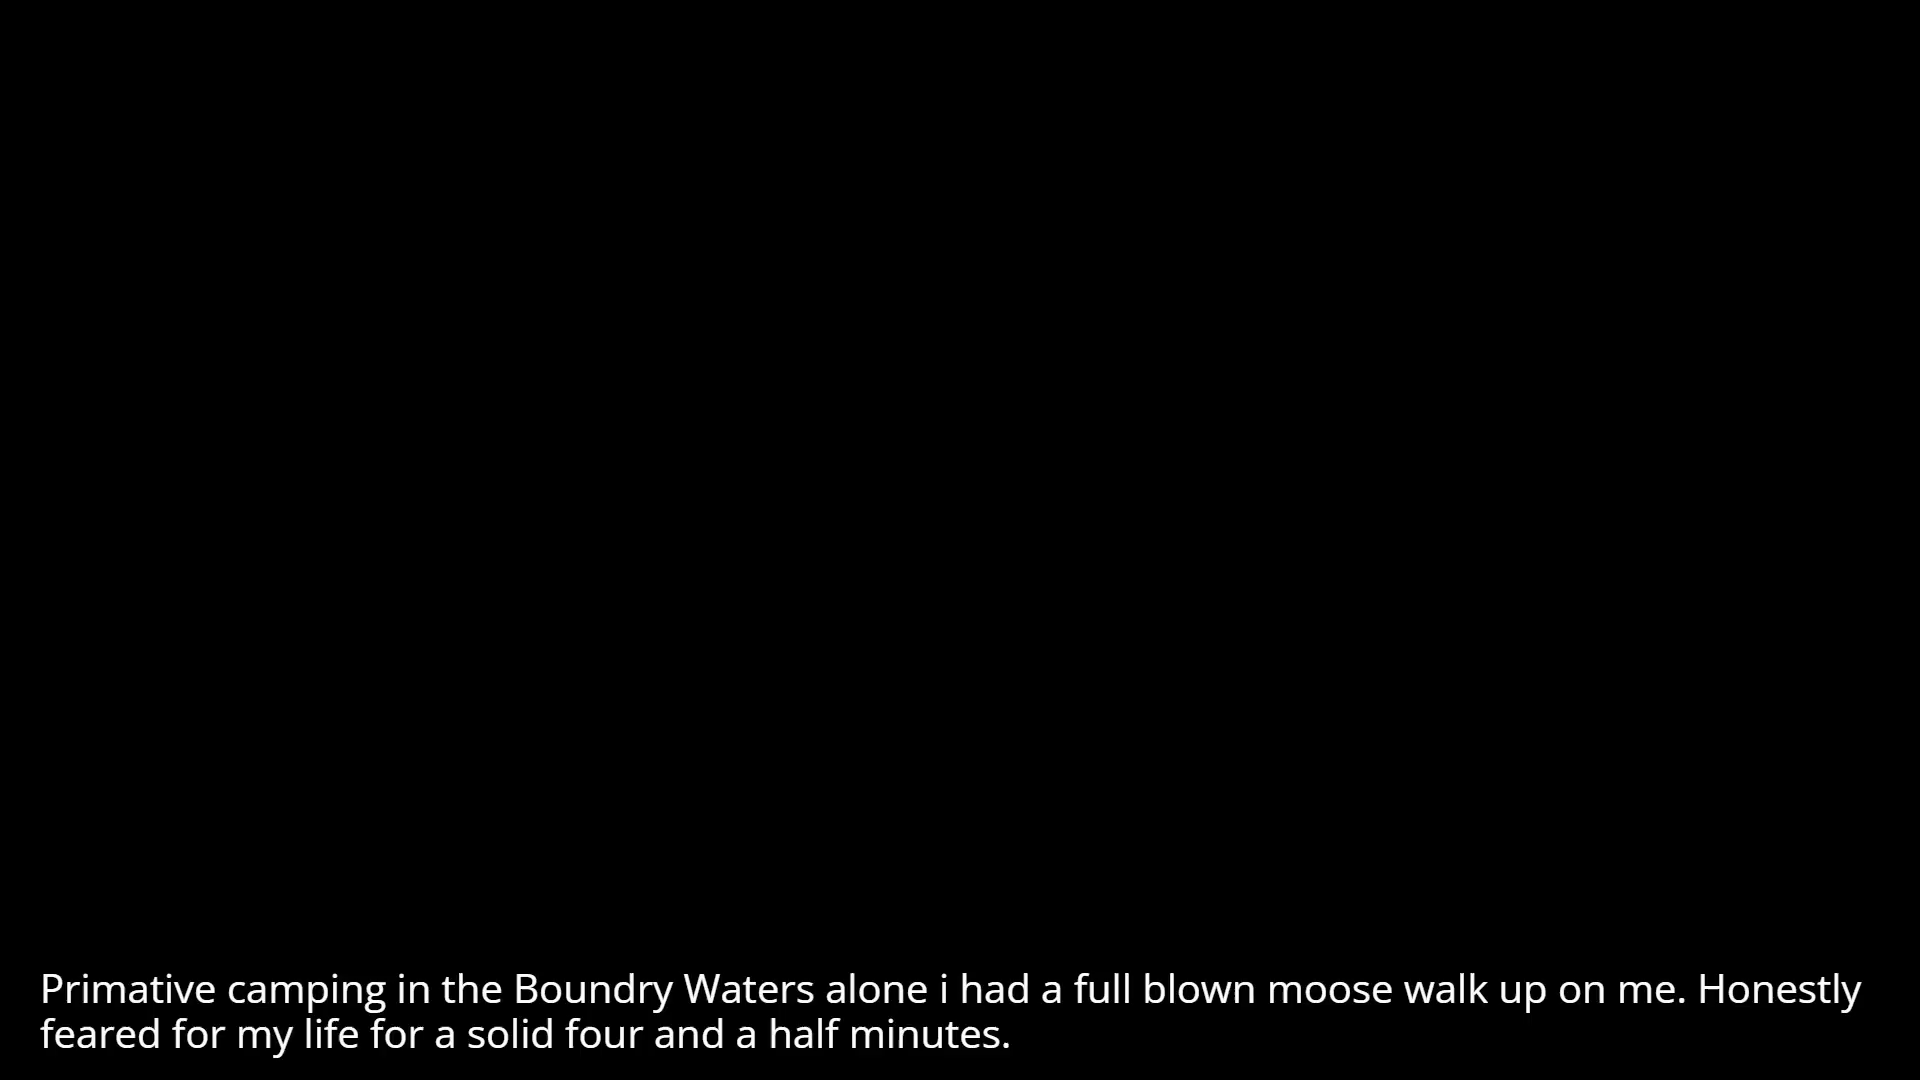 Primative camping in the Boundry Waters alone i had a full blown moose walk up on me. Honestly
feared for my life for a solid four and a half minutes.